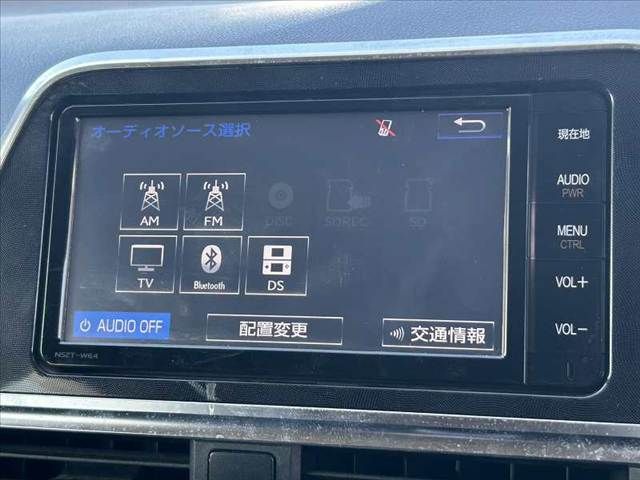 オーディオソース選択
現在地
AM
FM
DISC
SDREC
SD
AUDIO
PWR
TV
Bluetooth
DS
MENU
CTRL
VOL+
AUDIO OFF
配置変更
交通情報
VOL−
NSZT-W64